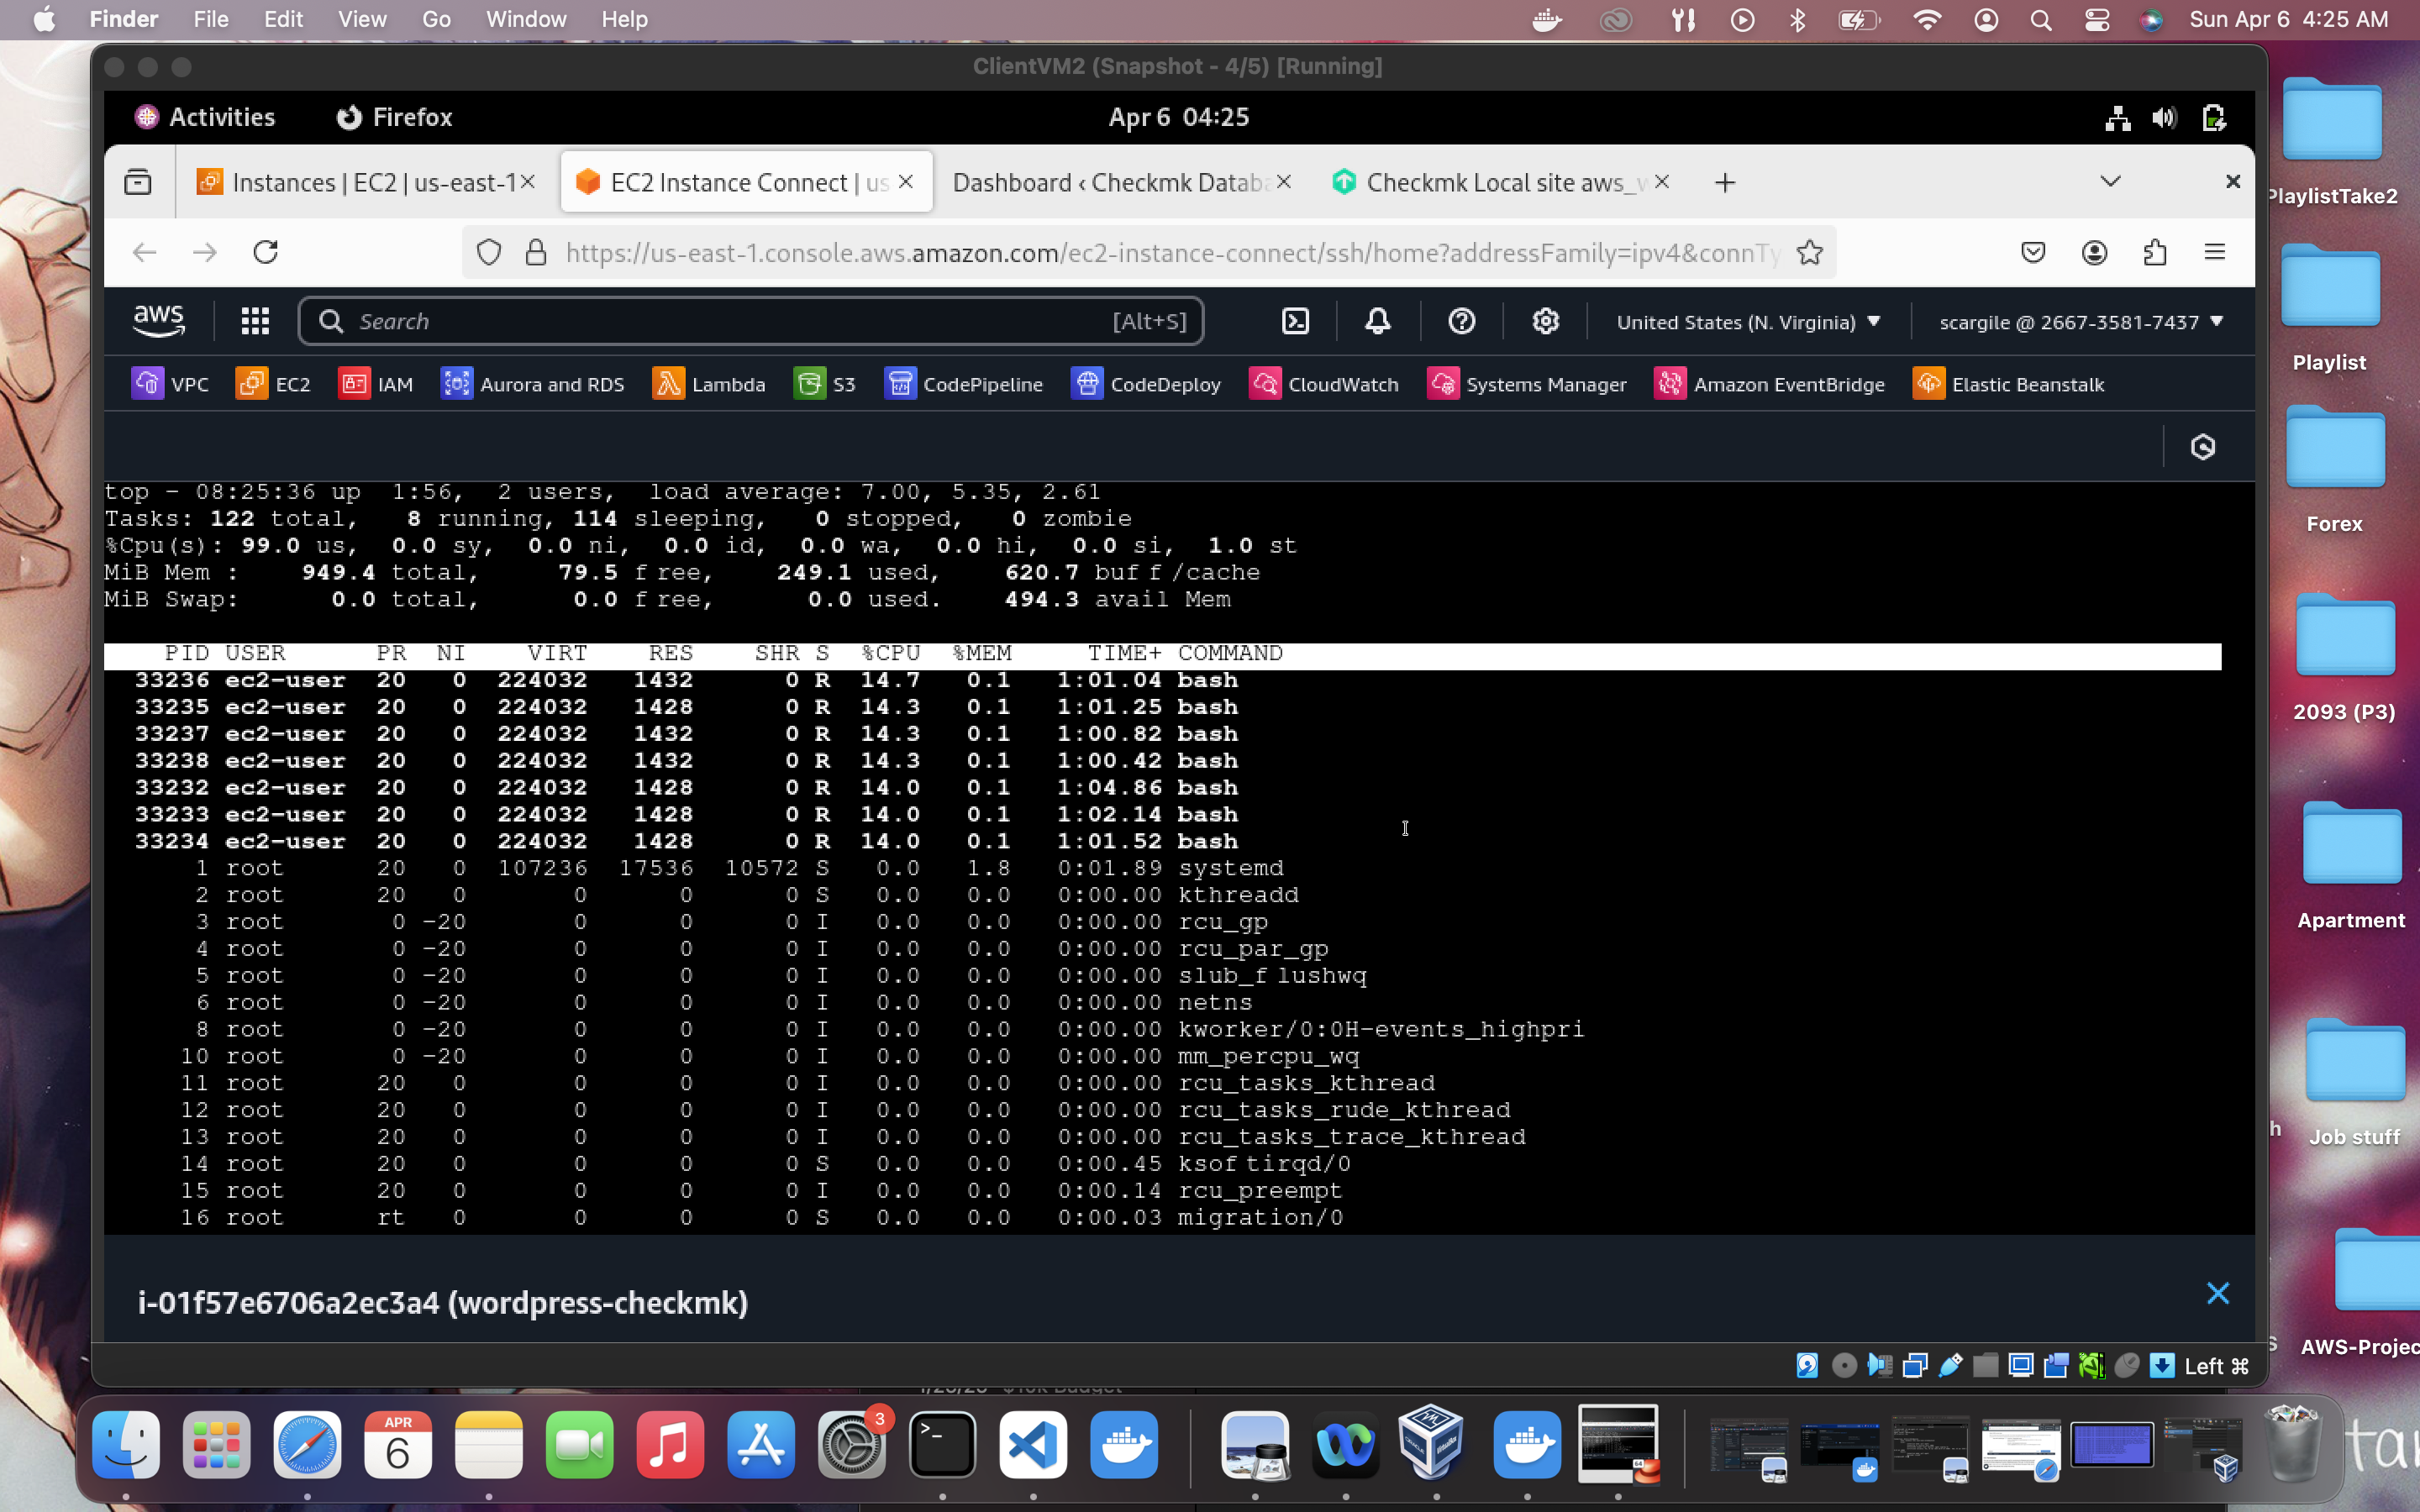 Finder File Edit View Go Window Help Sun Apr 6 4:25 AM
ClientVM2 (Snapshot - 4/5) [Running]
Activities Firefox Apr 6 04:25
Instances | EC2 | us-east-1 EC2 Instance Connect | us Dashboard ‹ Checkmk Datab Checkmk Local site aws_w
https://us-east-1.console.aws.amazon.com/ec2-instance-connect/ssh/home?addressFamily=ipv4&connTy
aws Search [Alt+S] United States (N. Virginia) ▼ scargile @ 2667-3581-7437 ▼
VPC EC2 IAM Aurora and RDS Lambda S3 CodePipeline CodeDeploy CloudWatch Systems Manager Amazon EventBridge Elastic Beanstalk
top - 08:25:36 up 1:56, 2 users, load average: 7.00, 5.35, 2.61
Tasks: 122 total, 8 running, 114 sleeping, 0 stopped, 0 zombie
%Cpu(s): 99.0 us, 0.0 sy, 0.0 ni, 0.0 id, 0.0 wa, 0.0 hi, 0.0 si, 1.0 st
MiB Mem : 949.4 total, 79.5 free, 249.1 used, 620.7 buff/cache
MiB Swap: 0.0 total, 0.0 free, 0.0 used. 494.3 avail Mem
PID USER PR NI VIRT RES SHR S %CPU %MEM TIME+ COMMAND
33236 ec2-user 20 0 224032 1432 0 R 14.7 0.1 1:01.04 bash
33235 ec2-user 20 0 224032 1428 0 R 14.3 0.1 1:01.25 bash
33237 ec2-user 20 0 224032 1432 0 R 14.3 0.1 1:00.82 bash
33238 ec2-user 20 0 224032 1432 0 R 14.3 0.1 1:00.42 bash
33232 ec2-user 20 0 224032 1428 0 R 14.0 0.1 1:04.86 bash
33233 ec2-user 20 0 224032 1428 0 R 14.0 0.1 1:02.14 bash
33234 ec2-user 20 0 224032 1428 0 R 14.0 0.1 1:01.52 bash
1 root 20 0 107236 17536 10572 S 0.0 1.8 0:01.89 systemd
2 root 20 0 0 0 0 S 0.0 0.0 0:00.00 kthreadd
3 root 0 -20 0 0 0 I 0.0 0.0 0:00.00 rcu_gp
4 root 0 -20 0 0 0 I 0.0 0.0 0:00.00 rcu_par_gp
5 root 0 -20 0 0 0 I 0.0 0.0 0:00.00 slub_flushwq
6 root 0 -20 0 0 0 I 0.0 0.0 0:00.00 netns
8 root 0 -20 0 0 0 I 0.0 0.0 0:00.00 kworker/0:0H-events_highpri
10 root 0 -20 0 0 0 I 0.0 0.0 0:00.00 mm_percpu_wq
11 root 20 0 0 0 0 I 0.0 0.0 0:00.00 rcu_tasks_kthread
12 root 20 0 0 0 0 I 0.0 0.0 0:00.00 rcu_tasks_rude_kthread
13 root 20 0 0 0 0 I 0.0 0.0 0:00.00 rcu_tasks_trace_kthread
14 root 20 0 0 0 0 S 0.0 0.0 0:00.45 ksoftirqd/0
15 root 20 0 0 0 0 I 0.0 0.0 0:00.14 rcu_preempt
16 root rt 0 0 0 0 S 0.0 0.0 0:00.03 migration/0
i-01f57e6706a2ec3a4 (wordpress-checkmk)
Left ⌘
PlaylistTake2
Playlist
Forex
2093 (P3)
Apartment
h Job stuff
S AWS-Projec
APR
6
3
tar